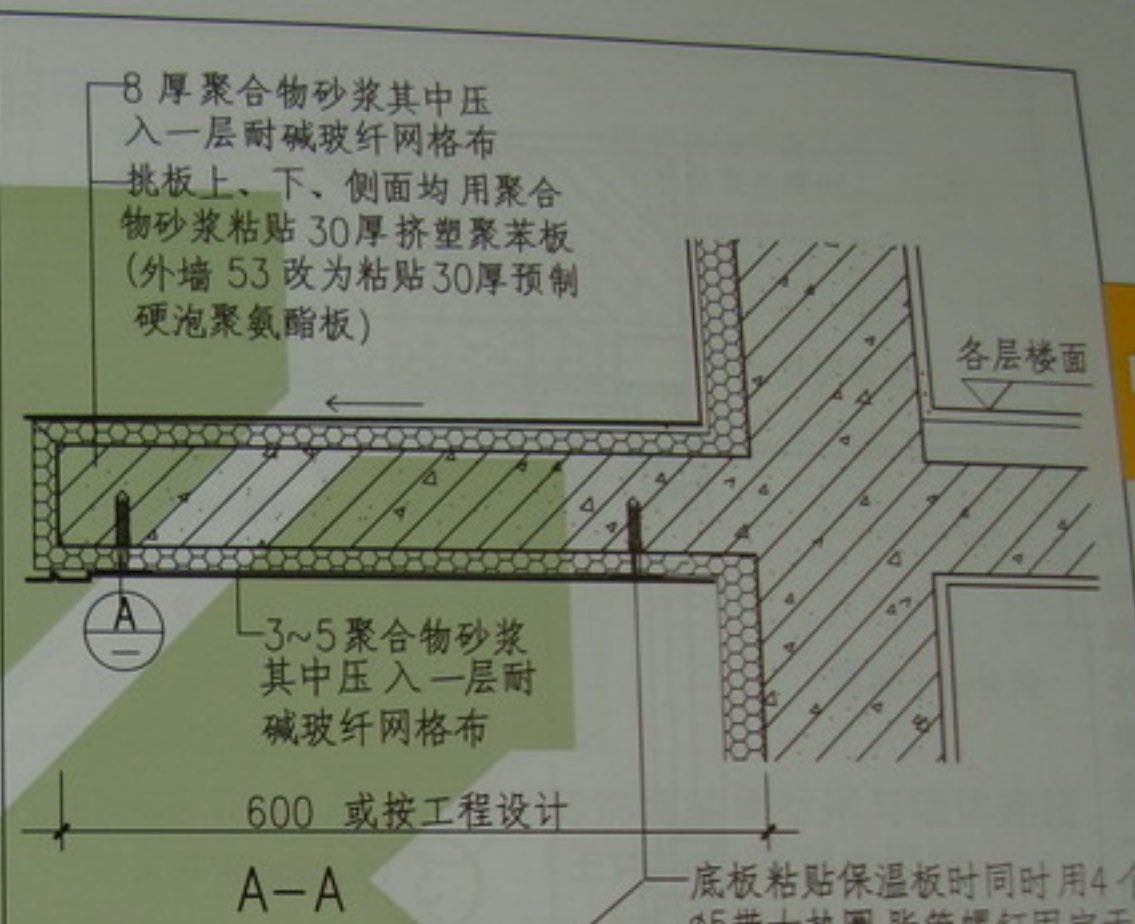 8 厚聚合物砂浆其中压
入一层耐碱玻纤网格布
挑板上、下、侧面均用聚合
物砂浆粘贴 30厚挤塑聚苯板
(外墙 53 改为粘贴30厚预制
硬泡聚氨酯板)
各层楼面
A
3~5聚合物砂浆
其中压入一层耐
碱玻纤网格布
600 或按工程设计
A-A
底板粘贴保温板时同时用4个